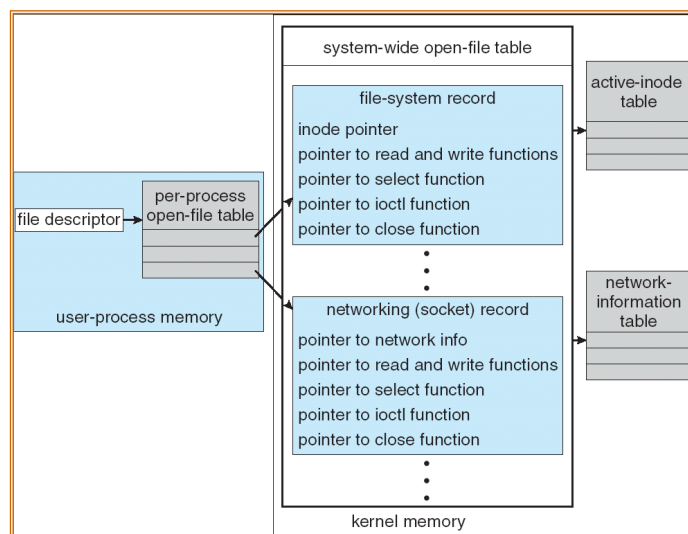 system-wide open-file table
file-system record
inode pointer
pointer to read and write functions
pointer to select function
pointer to ioctl function
pointer to close function
active-inode
table
file descriptor
per-process
open-file table
user-process memory
networking (socket) record
pointer to network info
pointer to read and write functions
pointer to select function
pointer to ioctl function
pointer to close function
network-
information
table
kernel memory